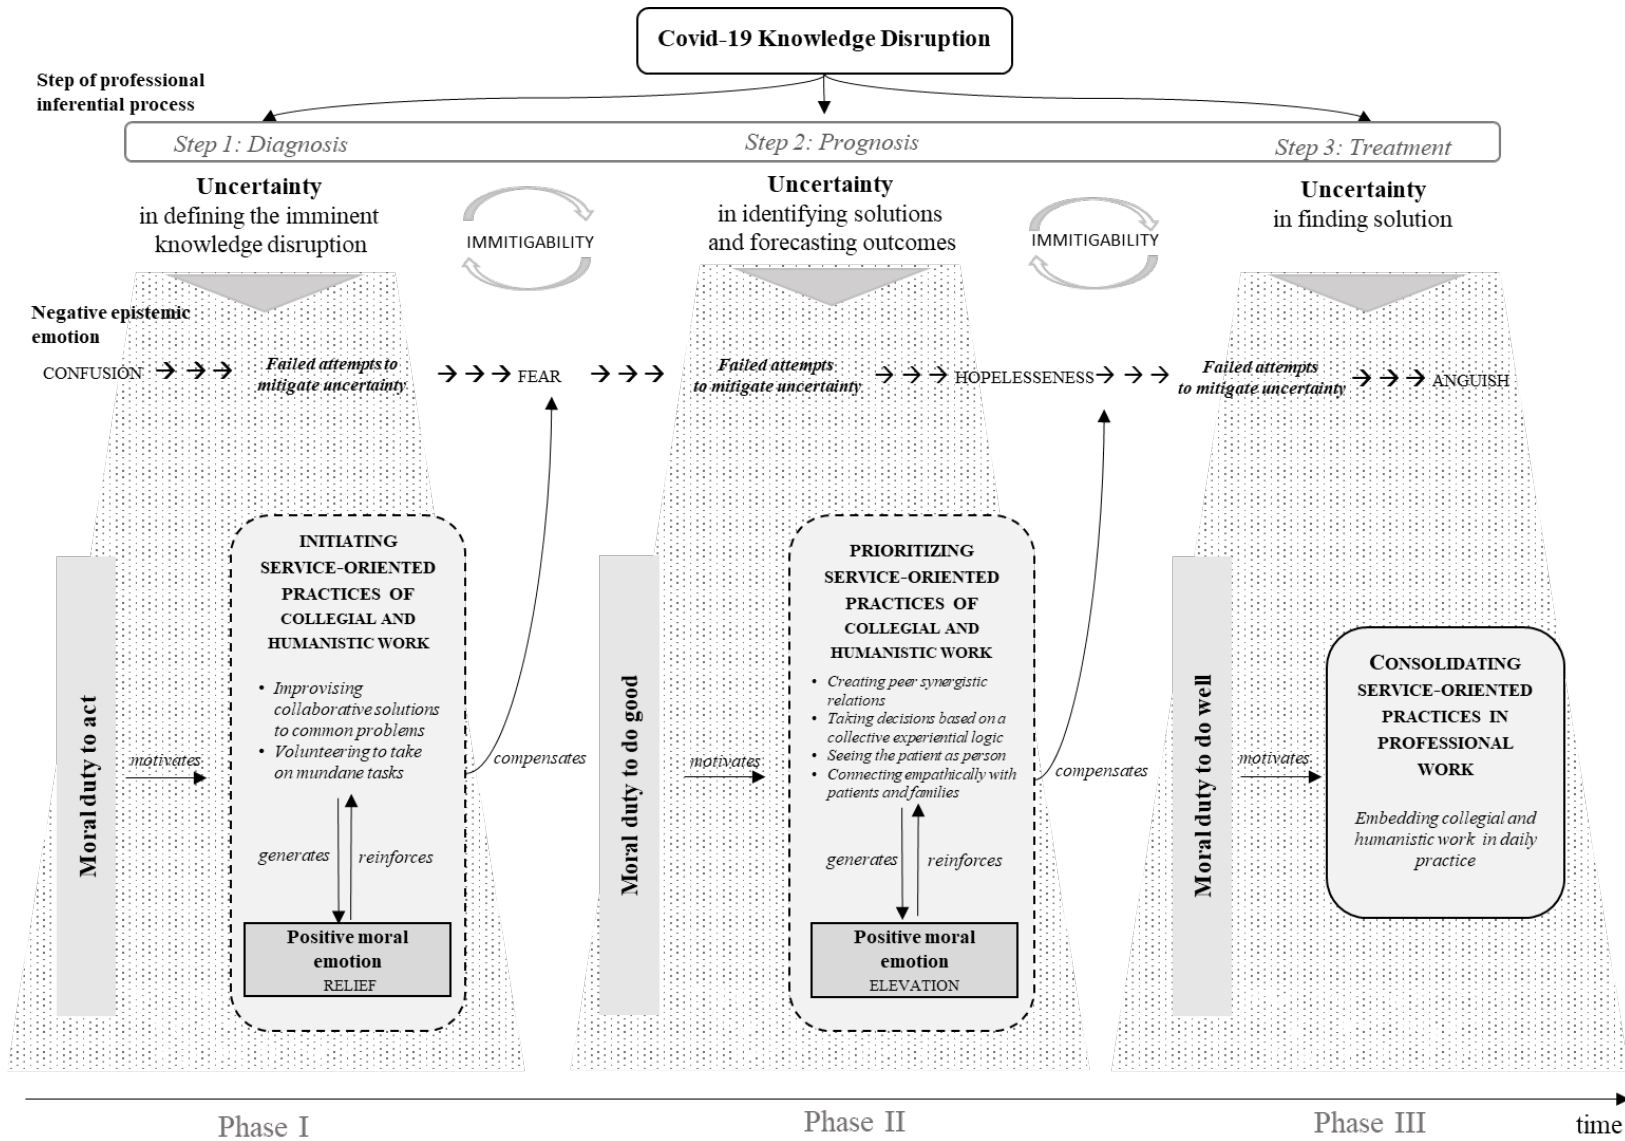 Covid-19 Knowledge Disruption
Step of professional
inferential process
Step 1: Diagnosis
Step 2: Prognosis
Step 3: Treatment
Uncertainty
in defining the imminent
knowledge disruption
IMMITIGABILITY
Uncertainty
in identifying solutions
and forecasting outcomes
IMMITIGABILITY
Uncertainty
in finding solution
Negative epistemic
emotion
CONFUSION
Failed attempts to
mitigate uncertainty
FEAR
Failed attempts
to mitigate uncertainty
HOPELESSENESS
Failed attempts
to mitigate uncertainty
ANGUISH
Moral duty to act
motivates
INITIATING
SERVICE-ORIENTED
PRACTICES OF
COLLEGIAL AND
HUMANISTIC WORK
• Improvising
collaborative solutions
to common problems
• Volunteering to take
on mundane tasks
generates
reinforces
Positive moral
emotion
RELIEF
compensates
Moral duty to do good
motivates
PRIORITIZING
SERVICE-ORIENTED
PRACTICES OF
COLLEGIAL AND
HUMANISTIC WORK
• Creating peer synergistic
relations
• Taking decisions based on a
collective experiential logic
• Seeing the patient as person
• Connecting empathically with
patients and families
generates
reinforces
Positive moral
emotion
ELEVATION
compensates
Moral duty to do well
motivates
CONSOLIDATING
SERVICE-ORIENTED
PRACTICES IN
PROFESSIONAL
WORK
Embedding collegial and
humanistic work in daily
practice
Phase I
Phase II
Phase III
time